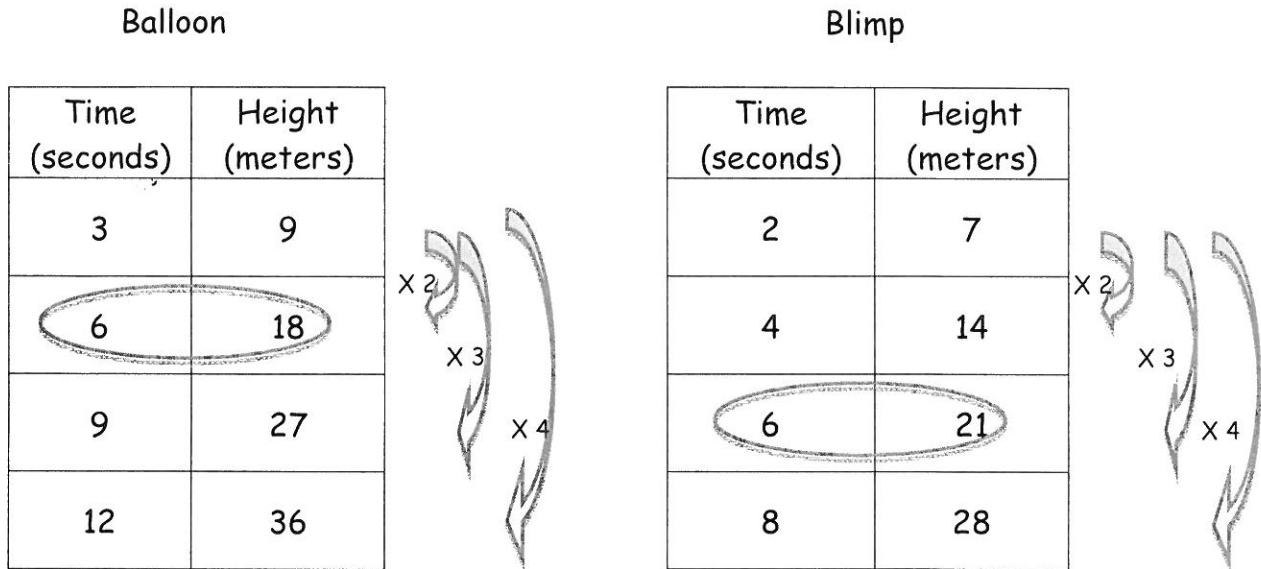 Balloon
Time (seconds) Height (meters)
3 9
6 18
9 27
12 36
X 2
X 3
X 4
Blimp
Time (seconds) Height (meters)
2 7
4 14
6 21
8 28
X 2
X 3
X 4